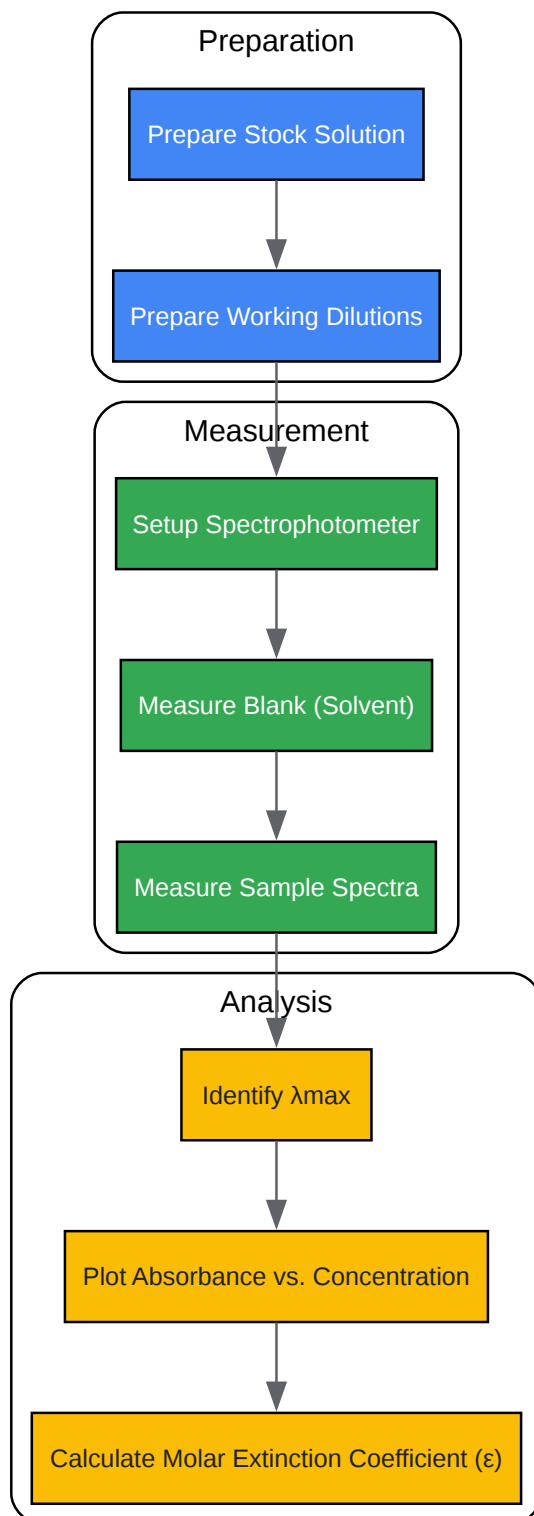 Preparation
Prepare Stock Solution
Prepare Working Dilutions
Measurement
Setup Spectrophotometer
Measure Blank (Solvent)
Measure Sample Spectra
Analysis
Identify λmax
Plot Absorbance vs. Concentration
Calculate Molar Extinction Coefficient (ε)